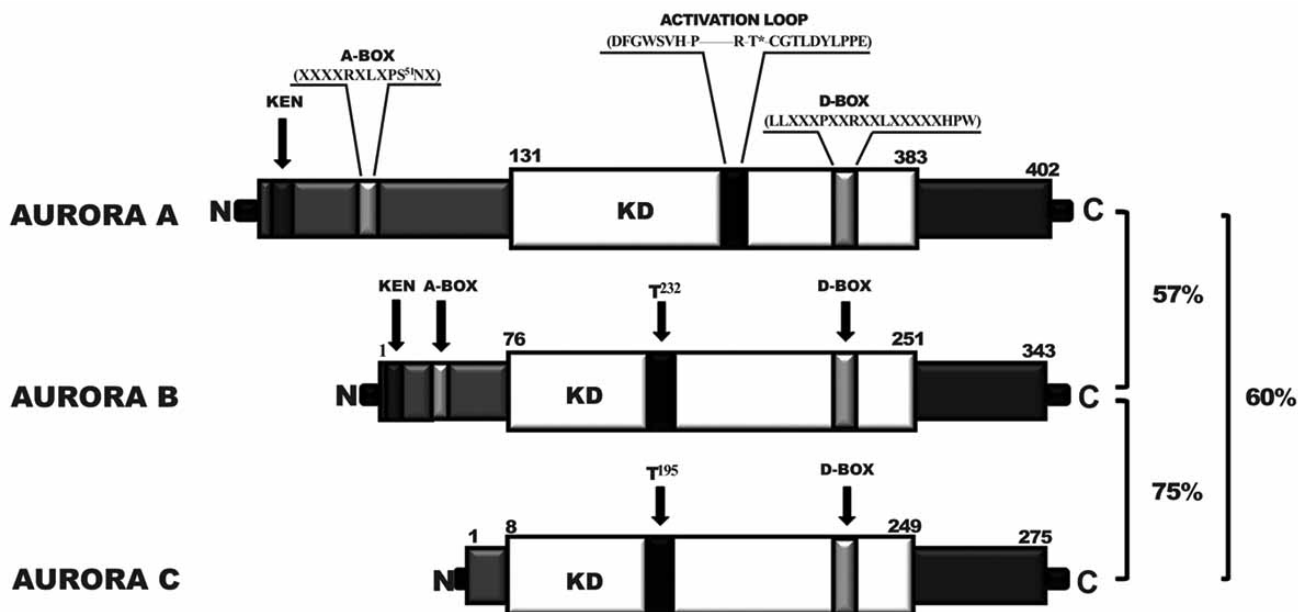 ACTIVATION LOOP
(DFGWSVH-P——R-T*-CGTLDYLPPE)
A-BOX
(XXXXRXLXPS⁵¹NX)
KEN
D-BOX
(LLXXXPXXRXXLXXXXXHPW)
131
383
402
AURORA A
N
KD
C
57%
KEN
A-BOX
T²³²
D-BOX
1
76
251
343
AURORA B
N
KD
C
60%
75%
T¹⁹⁵
D-BOX
1
8
249
275
AURORA C
N
KD
C